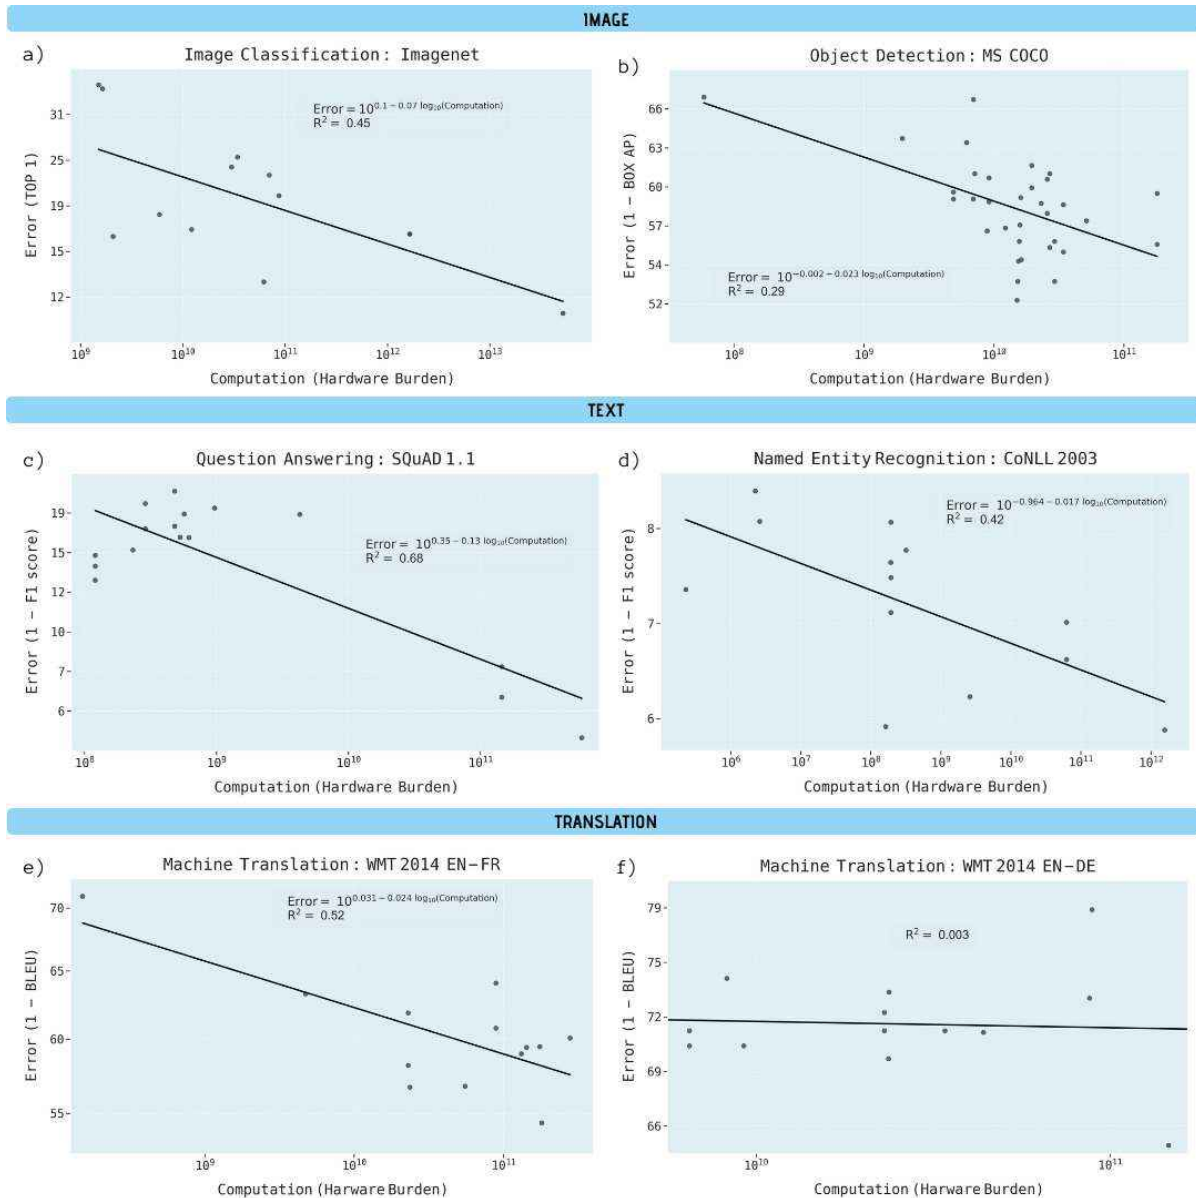 IMAGE
a)
Image Classification : Imagenet
Error = 10^0.1 − 0.07 log10(Computation)
R² = 0.45
31
25
19
15
12
Error (TOP 1)
10⁹ 10¹⁰ 10¹¹ 10¹² 10¹³
Computation (Hardware Burden)
b)
Object Detection : MS COCO
Error = 10^−0.002 − 0.023 log10(Computation)
R² = 0.29
66
63
60
57
54
52
Error (1 − BOX AP)
10⁸ 10⁹ 10¹⁰ 10¹¹
Computation (Hardware Burden)
TEXT
c)
Question Answering : SQuAD 1.1
Error = 10^0.35 − 0.13 log10(Computation)
R² = 0.68
19
15
12
10
7
6
Error (1 − F1 score)
10⁸ 10⁹ 10¹⁰ 10¹¹
Computation (Hardware Burden)
d)
Named Entity Recognition : CoNLL 2003
Error = 10^−0.964 − 0.017 log10(Computation)
R² = 0.42
8
7
6
Error (1 − F1 score)
10⁶ 10⁷ 10⁸ 10⁹ 10¹⁰ 10¹¹ 10¹²
Computation (Hardware Burden)
TRANSLATION
e)
Machine Translation : WMT 2014 EN−FR
Error = 10^0.031 − 0.024 log10(Computation)
R² = 0.52
70
65
60
55
Error (1 − BLEU)
10⁹ 10¹⁰ 10¹¹
Computation (Harware Burden)
f)
Machine Translation : WMT 2014 EN−DE
R² = 0.003
79
75
72
69
66
Error (1 − BLEU)
10¹⁰ 10¹¹
Computation (Harware Burden)